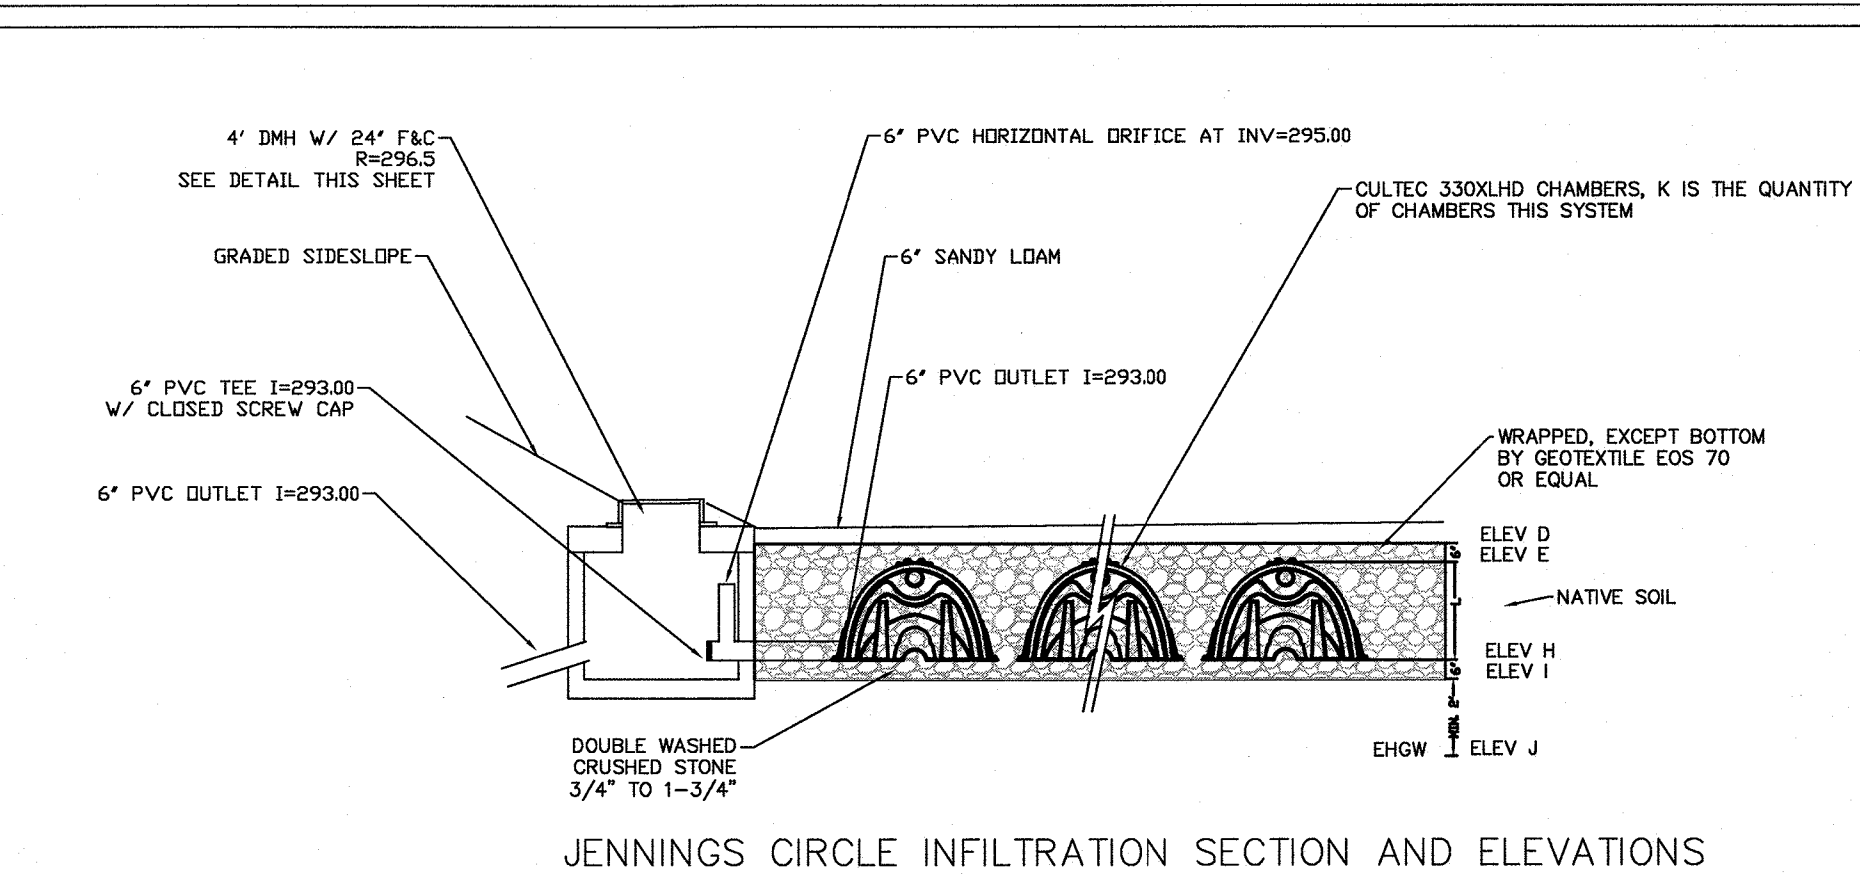 4' DMH W/ 24" F&C
R=296.5
SEE DETAIL THIS SHEET
6" PVC HORIZONTAL ORIFICE AT INV=295.00
CULTEC 330XLHD CHAMBERS, K IS THE QUANTITY
OF CHAMBERS THIS SYSTEM
GRADED SIDESLOPE
6" SANDY LOAM
6" PVC TEE I=293.00
W/ CLOSED SCREW CAP
6" PVC OUTLET I=293.00
WRAPPED, EXCEPT BOTTOM
BY GEOTEXTILE EOS 70
OR EQUAL
6" PVC OUTLET I=293.00
ELEV D
6"
ELEV E
L
NATIVE SOIL
ELEV H
6"
ELEV I
MIN. 2'
EHGW
ELEV J
DOUBLE WASHED
CRUSHED STONE
3/4" TO 1-3/4"
JENNINGS CIRCLE INFILTRATION SECTION AND ELEVATIONS